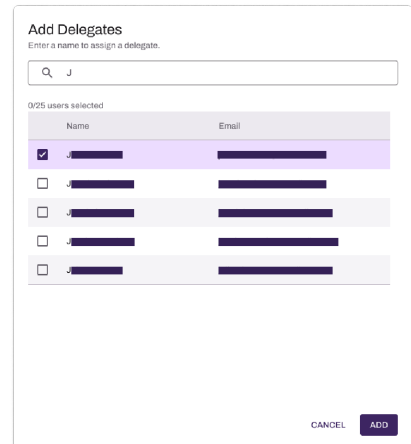 Add Delegates
Enter a name to assign a delegate.
J
0/25 users selected
Name Email
J
J
J
J
J
CANCEL ADD